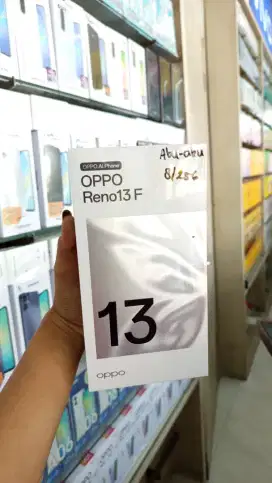 OPPO AI Phone
OPPO
Reno13 F
Abu-abu
8/256
13
oppo